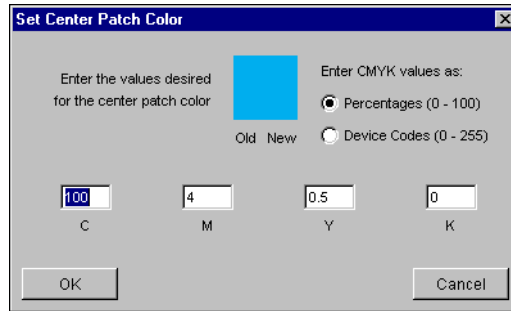 Set Center Patch Color
Enter the values desired
for the center patch color
Old New
Enter CMYK values as:
Percentages (0 - 100)
Device Codes (0 - 255)
100 4 0.5 0
C M Y K
OK Cancel